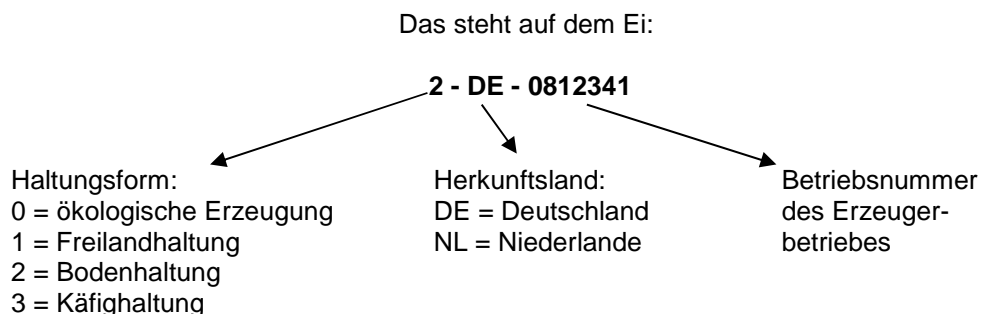 Das steht auf dem Ei:
2 - DE - 0812341
Haltungsform:
0 = ökologische Erzeugung
1 = Freilandhaltung
2 = Bodenhaltung
3 = Käfighaltung
Herkunftsland:
DE = Deutschland
NL = Niederlande
Betriebsnummer
des Erzeuger-
betriebes